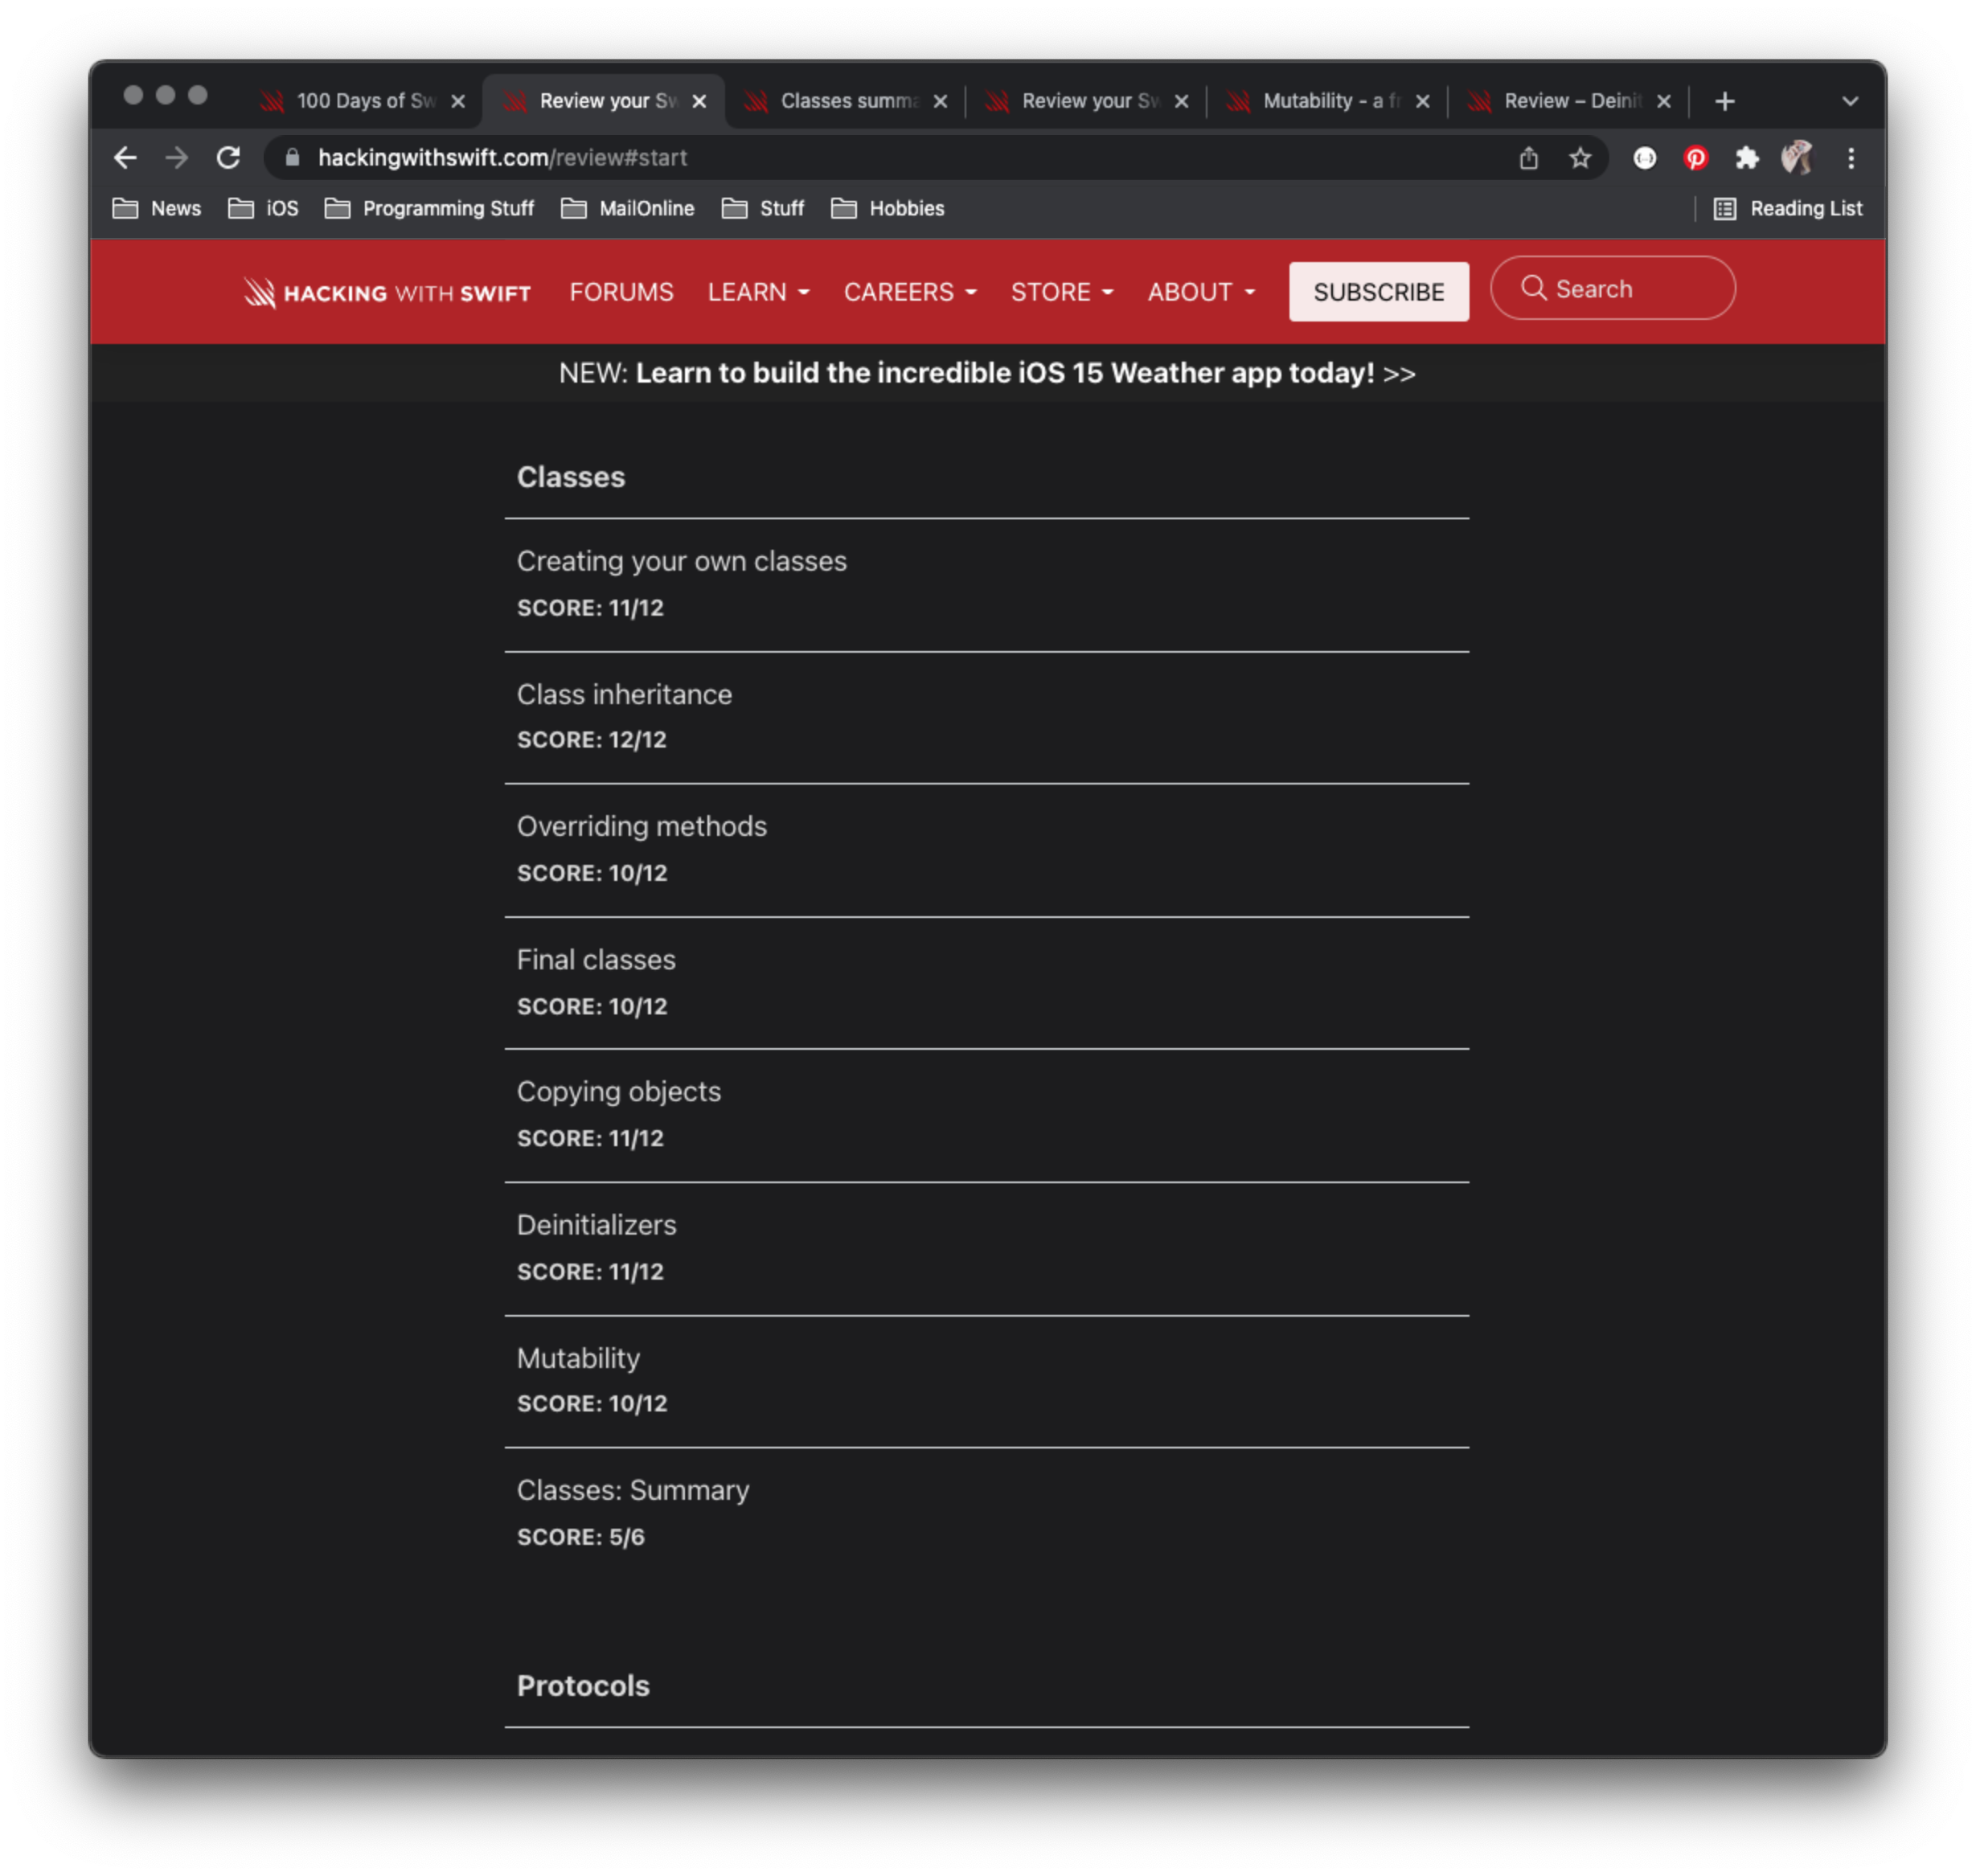 100 Days of Sw
Review your Sw
Classes summa
Review your Sw
Mutability - a fr
Review – Deinit
hackingwithswift.com/review#start
News iOS Programming Stuff MailOnline Stuff Hobbies Reading List
HACKING WITH SWIFT FORUMS LEARN CAREERS STORE ABOUT SUBSCRIBE Search
NEW: Learn to build the incredible iOS 15 Weather app today! >>
Classes
Creating your own classes
SCORE: 11/12
Class inheritance
SCORE: 12/12
Overriding methods
SCORE: 10/12
Final classes
SCORE: 10/12
Copying objects
SCORE: 11/12
Deinitializers
SCORE: 11/12
Mutability
SCORE: 10/12
Classes: Summary
SCORE: 5/6
Protocols